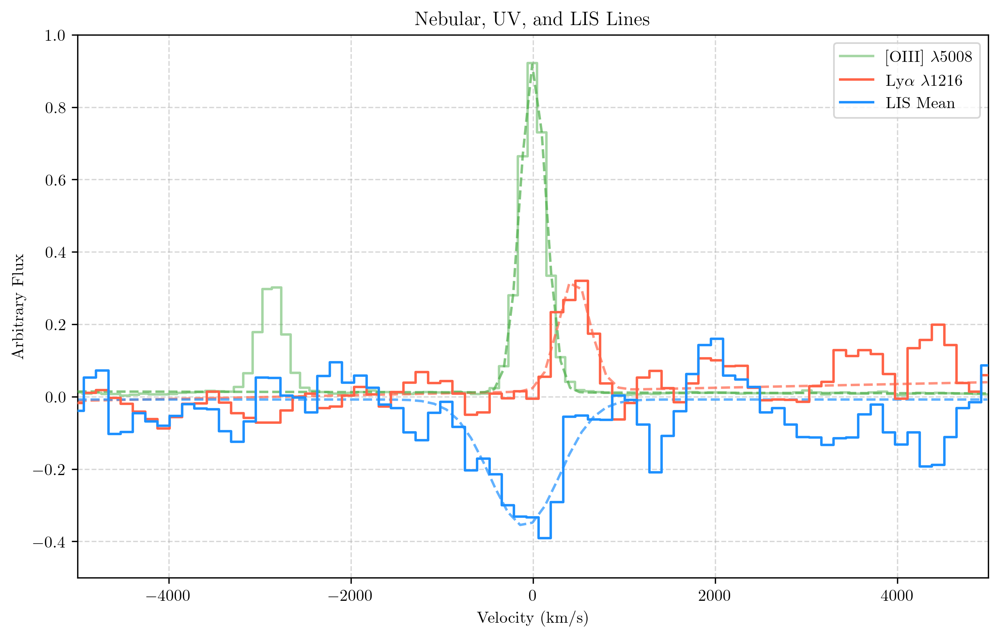 Nebular, UV, and LIS Lines
[OIII] λ5008
Lyα λ1216
LIS Mean
Arbitrary Flux
1.0
0.8
0.6
0.4
0.2
0.0
−0.2
−0.4
−4000
−2000
0
2000
4000
Velocity (km/s)